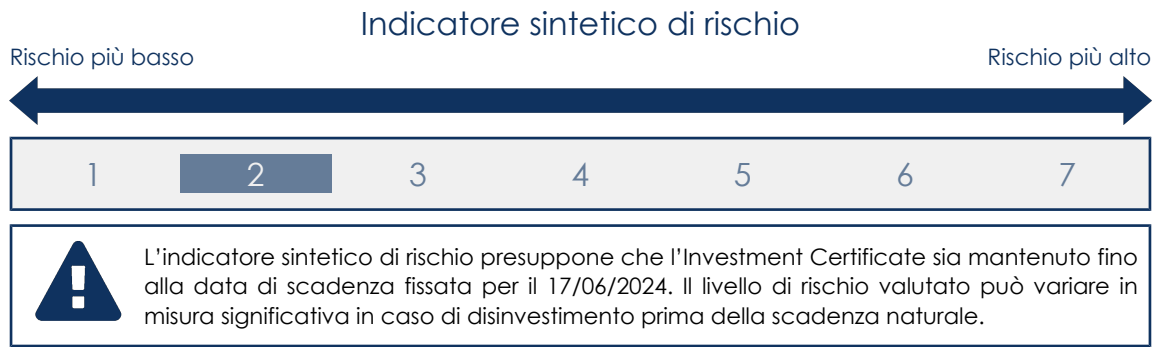 Indicatore sintetico di rischio
Rischio più basso
Rischio più alto
1 2 3 4 5 6 7
L'indicatore sintetico di rischio presuppone che l'Investment Certificate sia mantenuto fino
alla data di scadenza fissata per il 17/06/2024. Il livello di rischio valutato può variare in
misura significativa in caso di disinvestimento prima della scadenza naturale.